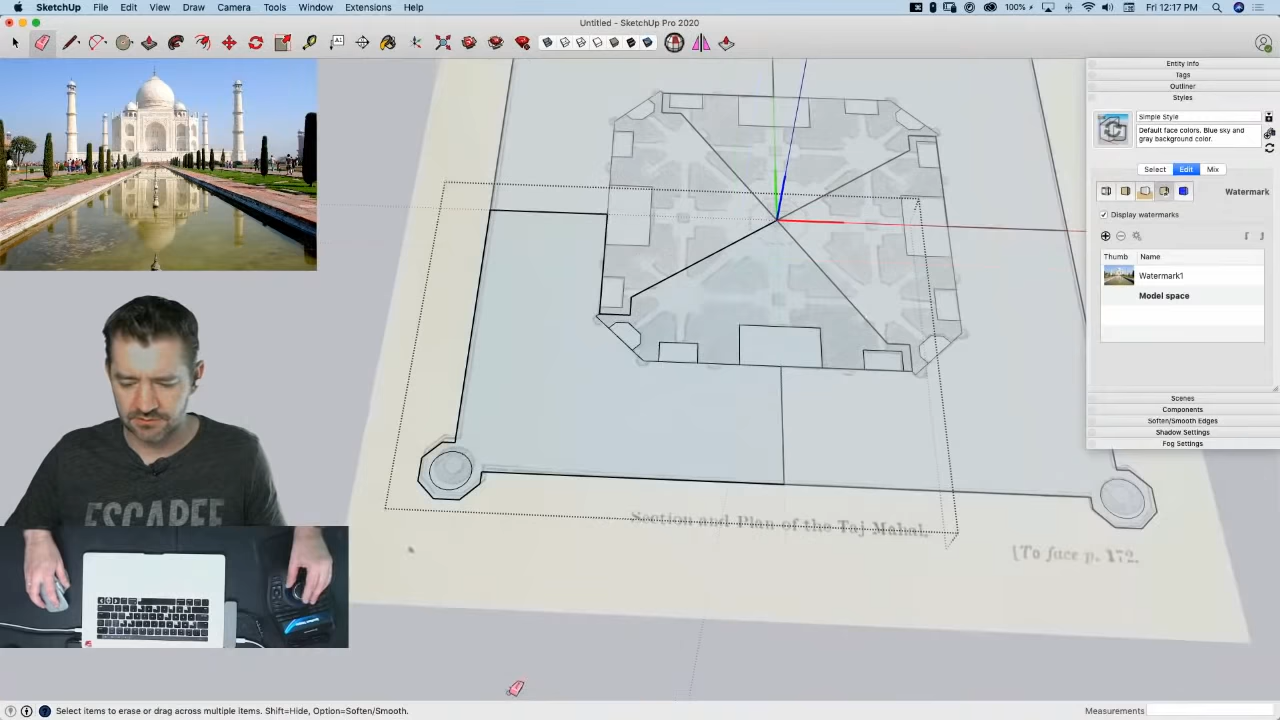 SketchUp File Edit View Draw Camera Tools Window Extensions Help
100% Fri 12:17 PM
Untitled - SketchUp Pro 2020
Entity Info
Tags
Outliner
Styles
Simple Style
Default face colors. Blue sky and
gray background color.
Select Edit Mix
Watermark
Display watermarks
Thumb Name
Watermark1
Model space
Scenes
Components
Soften/Smooth Edges
Shadow Settings
Fog Settings
ESCAPEE
Section and Plan of the Taj Mahal.
[To face p. 172.
Select items to erase or drag across multiple items. Shift=Hide, Option=Soften/Smooth.
Measurements